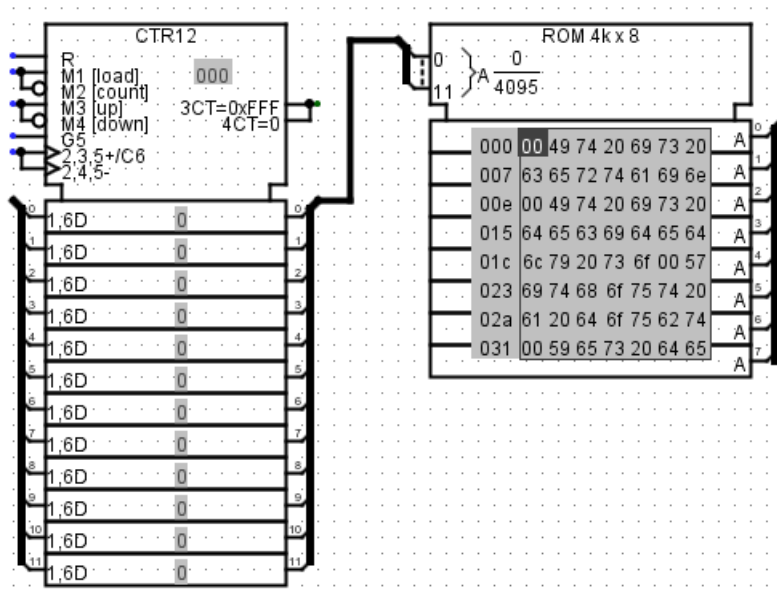 CTR12
R
M1 [load]
M2 [count]
M3 [up]
M4 [down]
G5
2,3,5+/C6
2,4,5-
000
3CT=0xFFF
4CT=0
0 1,6D 0 0
1 1,6D 0 1
2 1,6D 0 2
3 1,6D 0 3
4 1,6D 0 4
5 1,6D 0 5
6 1,6D 0 6
7 1,6D 0 7
8 1,6D 0 8
9 1,6D 0 9
10 1,6D 0 10
11 1,6D 0 11
ROM 4k x 8
0
11
A
0
4095
000 00 49 74 20 69 73 20 A 0
007 63 65 72 74 61 69 6e A 1
00e 00 49 74 20 69 73 20 A 2
015 64 65 63 69 64 65 64 A 3
01c 6c 79 20 73 6f 00 57 A 4
023 69 74 68 6f 75 74 20 A 5
02a 61 20 64 6f 75 62 74 A 6
031 00 59 65 73 20 64 65 A 7